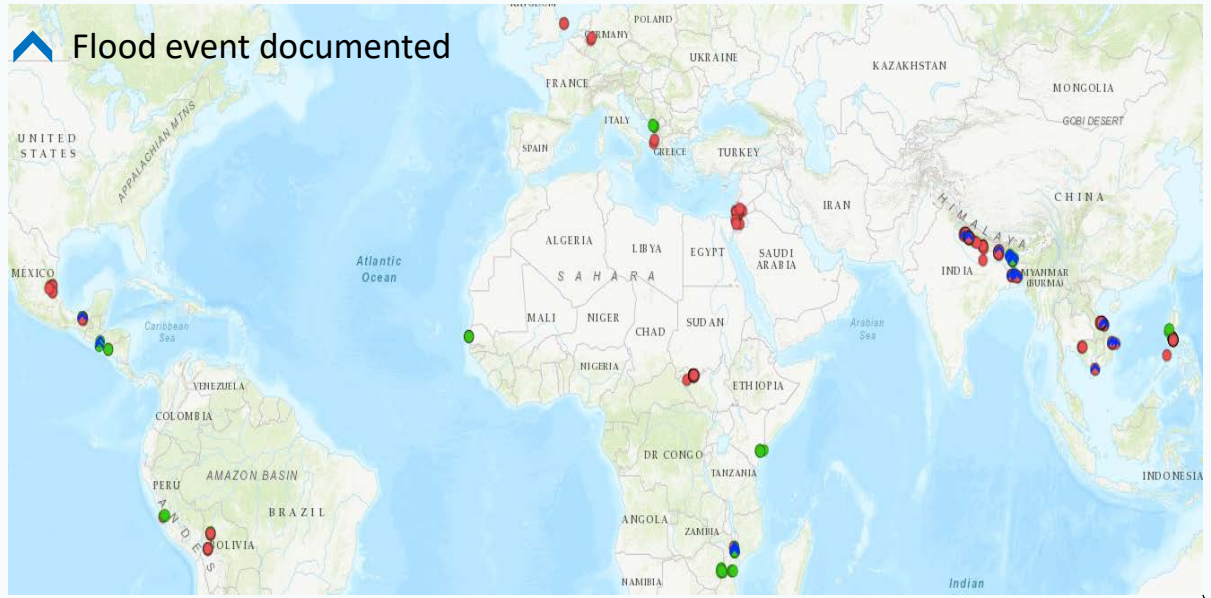 Flood event documented
POLAND
GERMANY
UKRAINE
KAZAKHSTAN
FRANCE
MONGOLIA
GOBI DESERT
UNITED
STATES
APPALACHIAN MTNS
ITALY
SPAIN
GREECE
TURKEY
CHINA
IRAN
HIMALAYA
ALGERIA
LIBYA
EGYPT
SAUDI
ARABIA
Atlantic
Ocean
MÉXICO
SAHARA
INDIA
MYANMAR
(BURMA)
MALI
NIGER
CHAD
SUDAN
Caribbean
Sea
Arabian
Sea
NIGERIA
ETHIOPIA
VENEZUELA
COLOMBIA
DR CONGO
TANZANIA
AMAZON BASIN
PERÚ
INDONESIA
BRAZIL
ANDES
BOLIVIA
ANGOLA
ZAMBIA
NAMIBIA
Indian